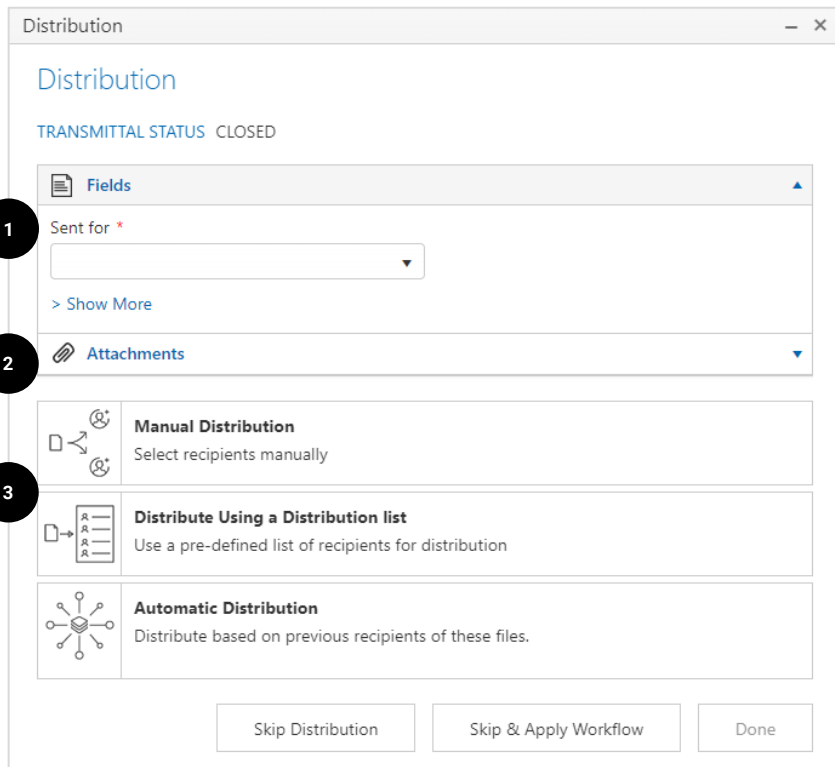 Distribution
Distribution
TRANSMITTAL STATUS CLOSED
Fields
1
Sent for *
> Show More
2
Attachments
Manual Distribution
Select recipients manually
3
Distribute Using a Distribution list
Use a pre-defined list of recipients for distribution
Automatic Distribution
Distribute based on previous recipients of these files.
Skip Distribution Skip & Apply Workflow Done